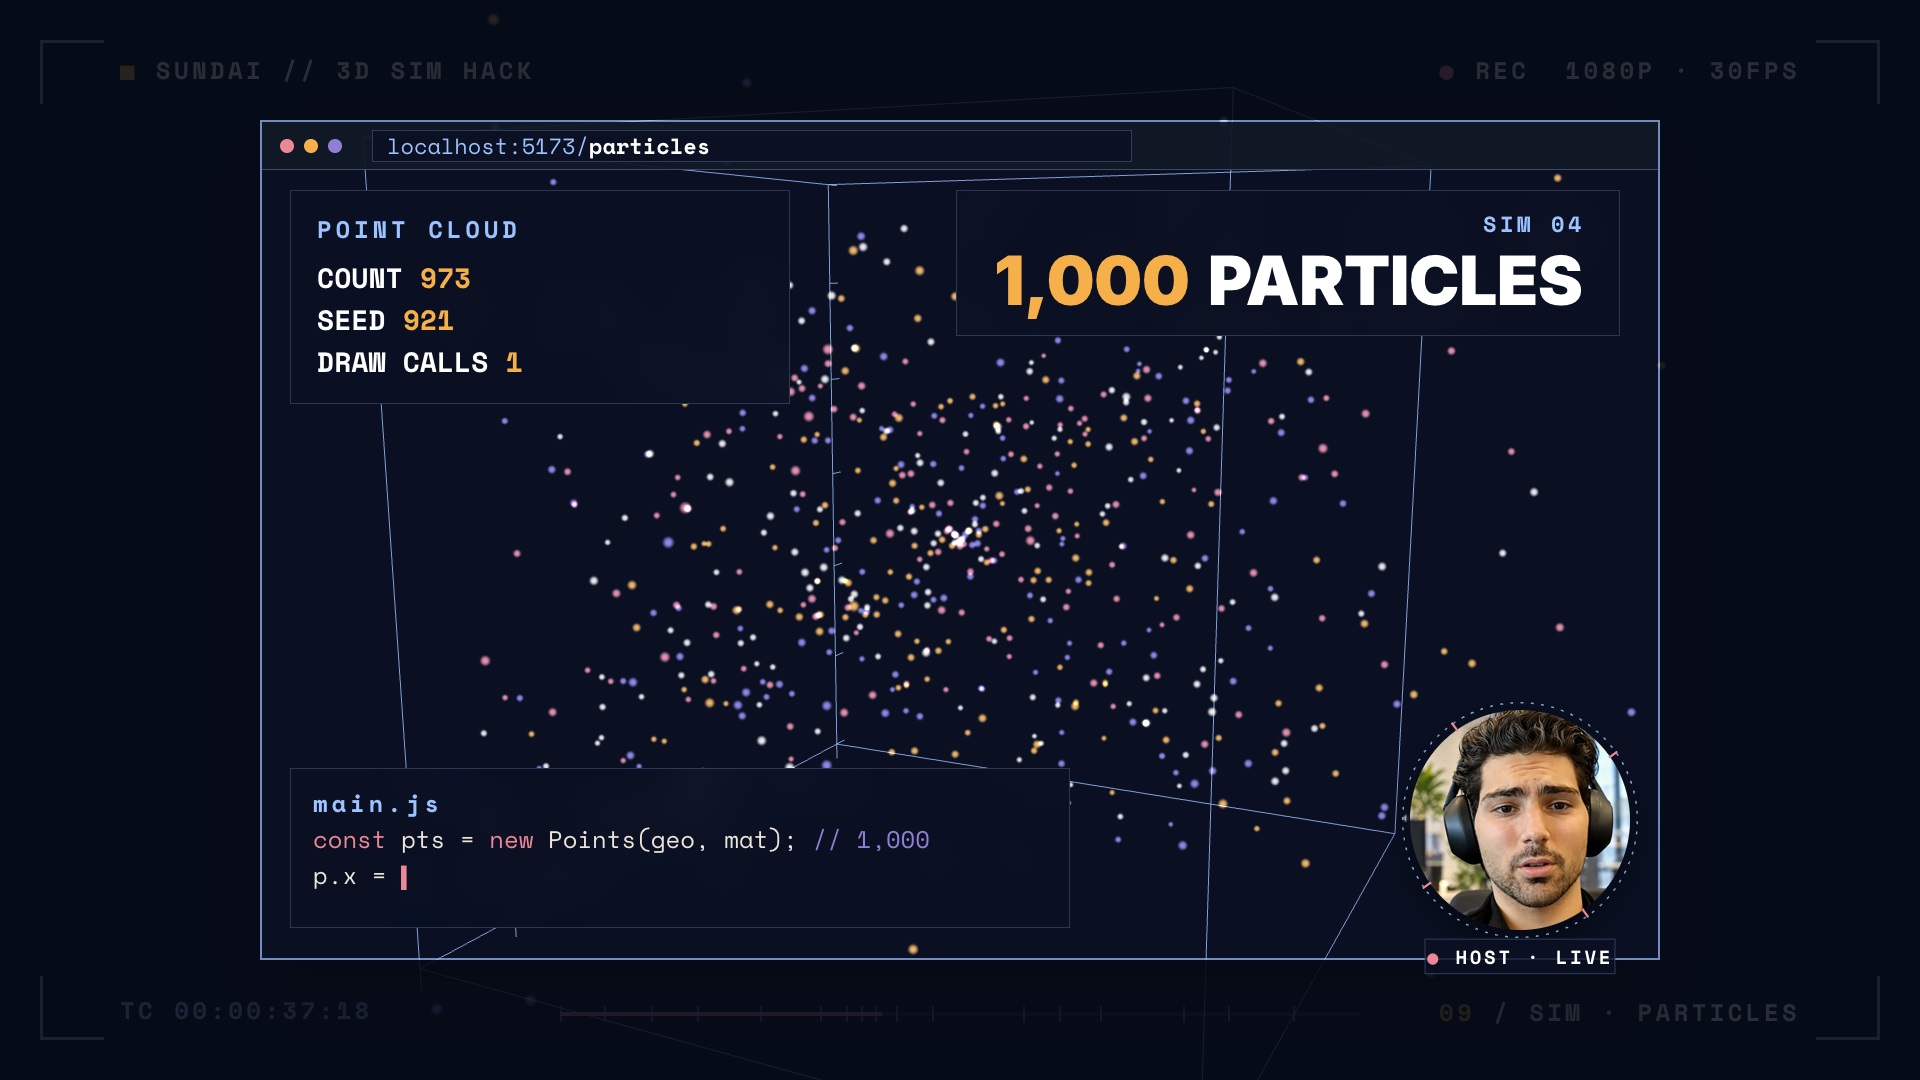 SUNDAI // 3D SIM HACK
REC 1080P · 30FPS
localhost:5173/particles
POINT CLOUD
COUNT 973
SEED 921
DRAW CALLS 1
SIM 04
1,000 PARTICLES
main.js
const pts = new Points(geo, mat); // 1,000
p.x =
HOST · LIVE
TC 00:00:37:18
09 / SIM · PARTICLES